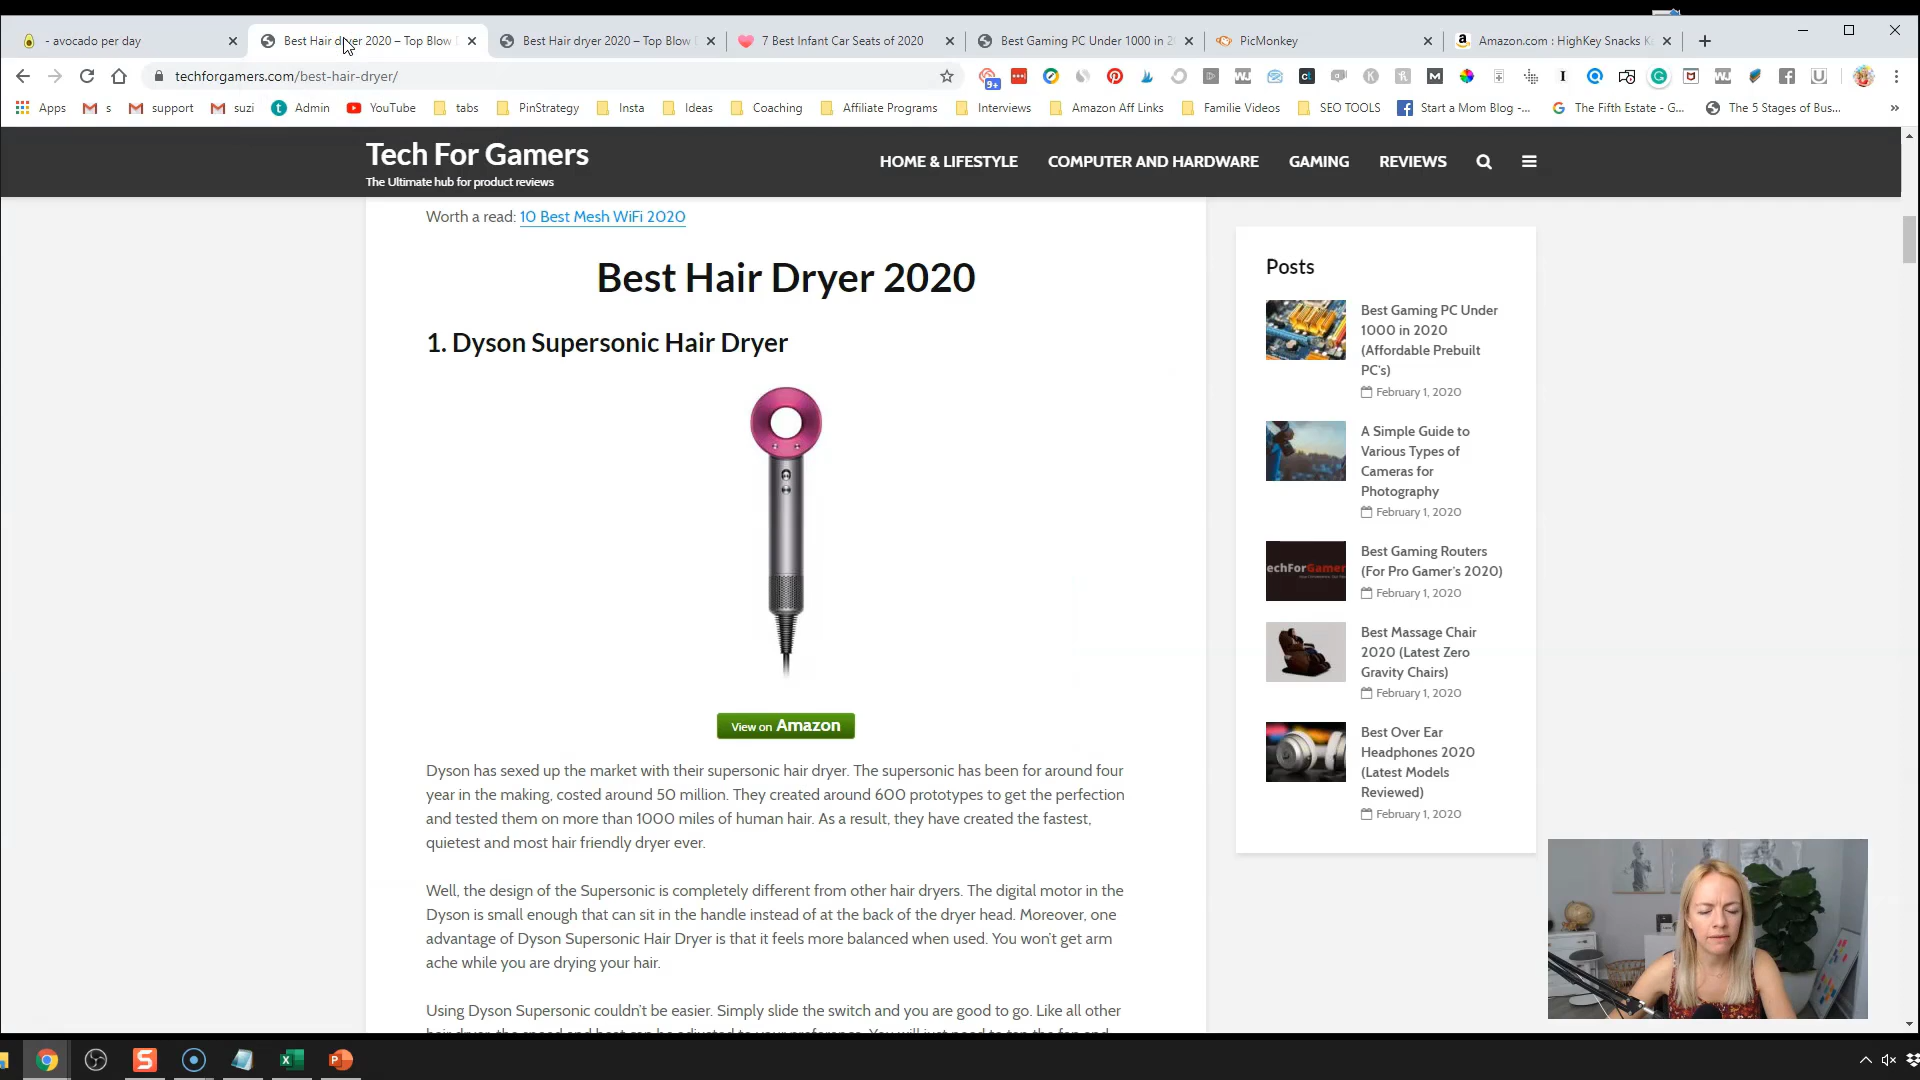 - avocado per day
Best Hair dryer 2020 – Top Blow
Best Hair dryer 2020 – Top Blow
7 Best Infant Car Seats of 2020
Best Gaming PC Under 1000 in 2
PicMonkey
Amazon.com : HighKey Snacks K
techforgamers.com/best-hair-dryer/
Apps
s
support
suzi
Admin
YouTube
tabs
PinStrategy
Insta
Ideas
Coaching
Affiliate Programs
Interviews
Amazon Aff Links
Familie Videos
SEO TOOLS
Start a Mom Blog -...
The Fifth Estate - G...
The 5 Stages of Bus...
Tech For Gamers
The Ultimate hub for product reviews
HOME & LIFESTYLE
COMPUTER AND HARDWARE
GAMING
REVIEWS
Worth a read: 10 Best Mesh WiFi 2020
Best Hair Dryer 2020
1. Dyson Supersonic Hair Dryer
View on Amazon
Dyson has sexed up the market with their supersonic hair dryer. The supersonic has been for around four
year in the making, costed around 50 million. They created around 600 prototypes to get the perfection
and tested them on more than 1000 miles of human hair. As a result, they have created the fastest,
quietest and most hair friendly dryer ever.
Well, the design of the Supersonic is completely different from other hair dryers. The digital motor in the
Dyson is small enough that can sit in the handle instead of at the back of the dryer head. Moreover, one
advantage of Dyson Supersonic Hair Dryer is that it feels more balanced when used. You won't get arm
ache while you are drying your hair.
Using Dyson Supersonic couldn't be easier. Simply slide the switch and you are good to go. Like all other
Posts
Best Gaming PC Under
1000 in 2020
(Affordable Prebuilt
PC's)
February 1, 2020
A Simple Guide to
Various Types of
Cameras for
Photography
February 1, 2020
echForGamer
Best Gaming Routers
(For Pro Gamer's 2020)
February 1, 2020
Best Massage Chair
2020 (Latest Zero
Gravity Chairs)
February 1, 2020
Best Over Ear
Headphones 2020
(Latest Models
Reviewed)
February 1, 2020